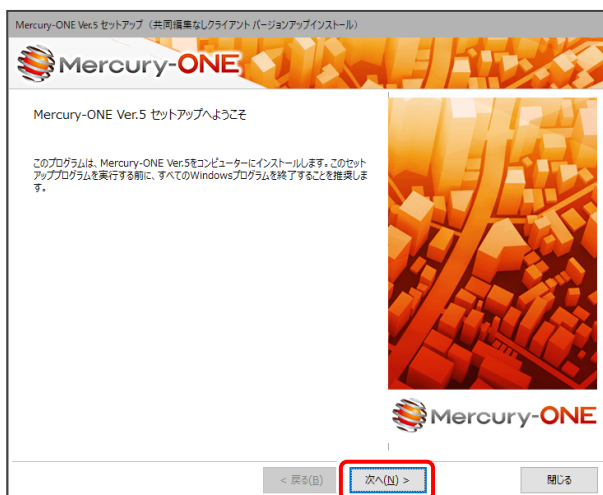 Mercury-ONE Ver.5 セットアップ（共同編集なしクライアント バージョンアップインストール）
Mercury-ONE
Mercury-ONE Ver.5 セットアップへようこそ
このプログラムは、Mercury-ONE Ver.5をコンピューターにインストールします。このセット
アッププログラムを実行する前に、すべてのWindowsプログラムを終了することを推奨しま
す。
Mercury-ONE
< 戻る(B)
次へ(N) >
閉じる